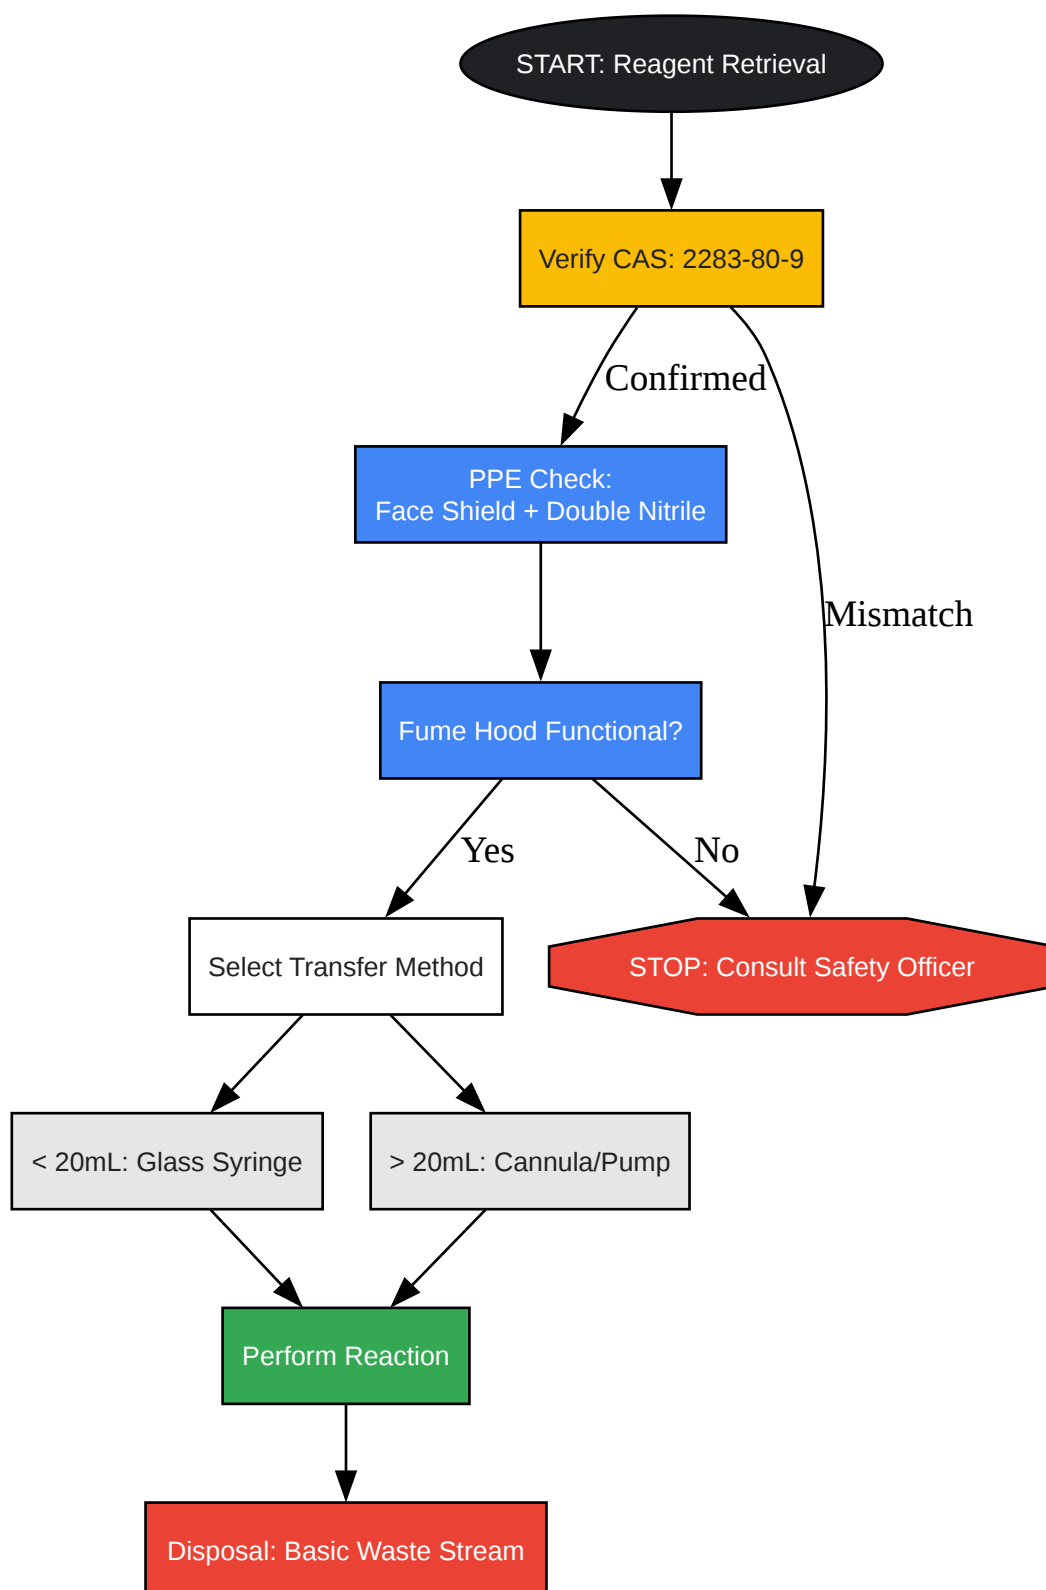 START: Reagent Retrieval
Verify CAS: 2283-80-9
Confirmed
PPE Check:
Face Shield + Double Nitrile
Mismatch
Fume Hood Functional?
Yes
No
Select Transfer Method
STOP: Consult Safety Officer
< 20mL: Glass Syringe
> 20mL: Cannula/Pump
Perform Reaction
Disposal: Basic Waste Stream